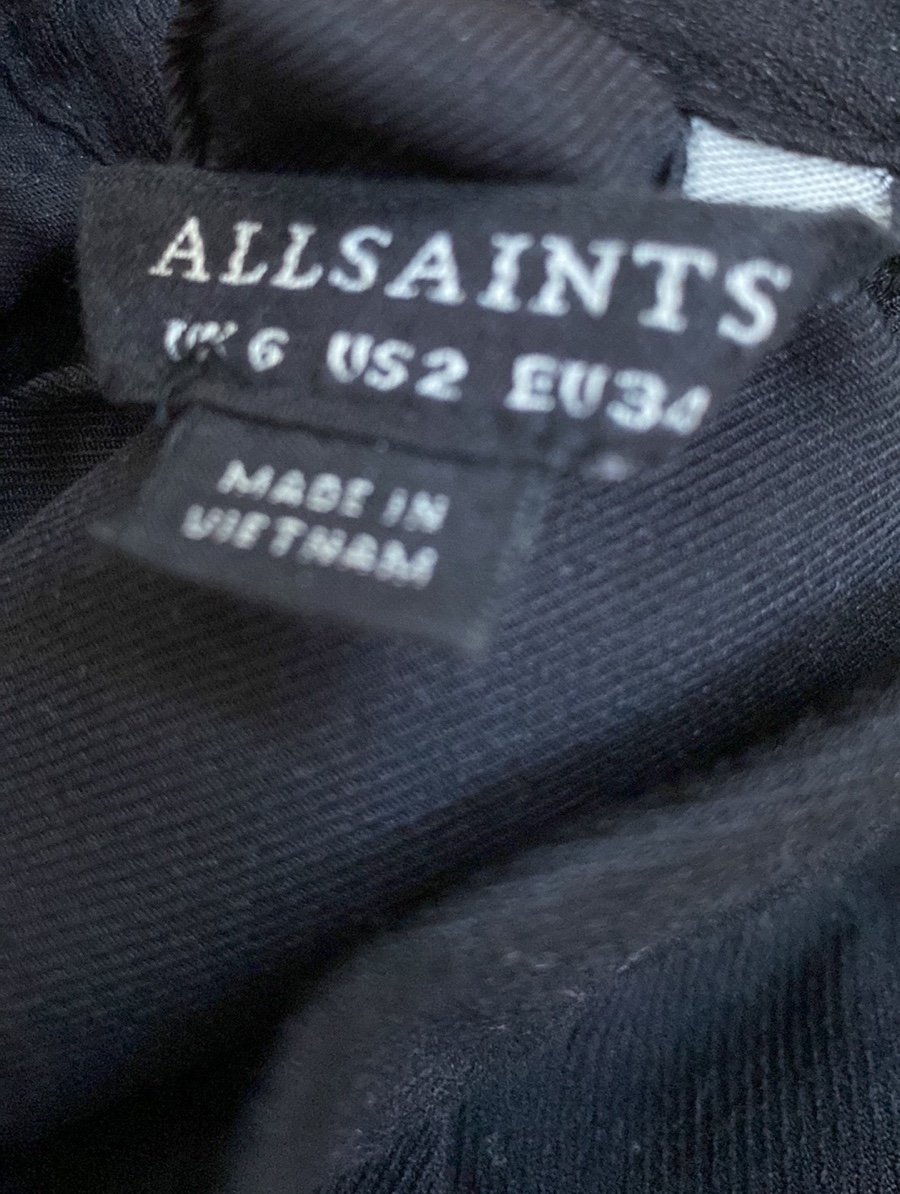 ALLSAINTS
UK 6 US2 EU34
MADE IN
VIETNAM